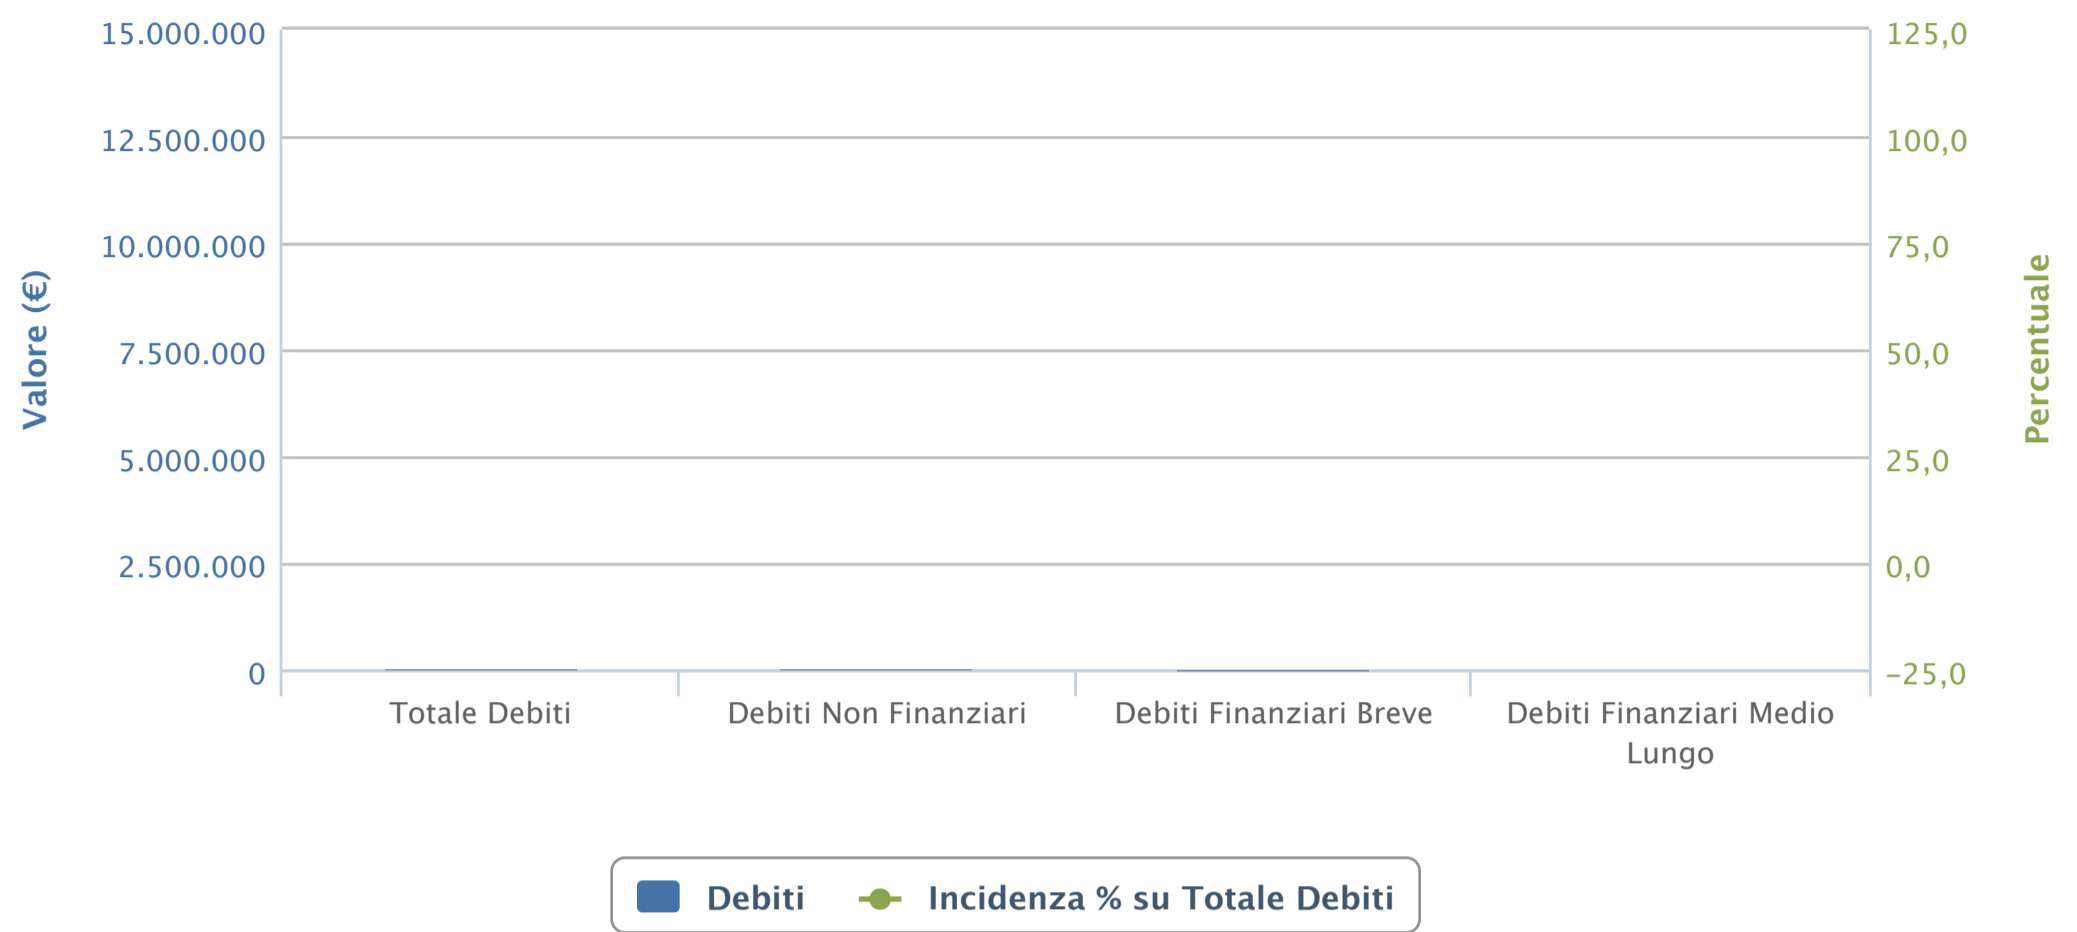 15.000.000
12.500.000
10.000.000
7.500.000
5.000.000
2.500.000
0
Valore (€)
125,0
100,0
75,0
50,0
25,0
0,0
−25,0
Percentuale
Totale Debiti
Debiti Non Finanziari
Debiti Finanziari Breve
Debiti Finanziari Medio
Lungo
Debiti
Incidenza % su Totale Debiti